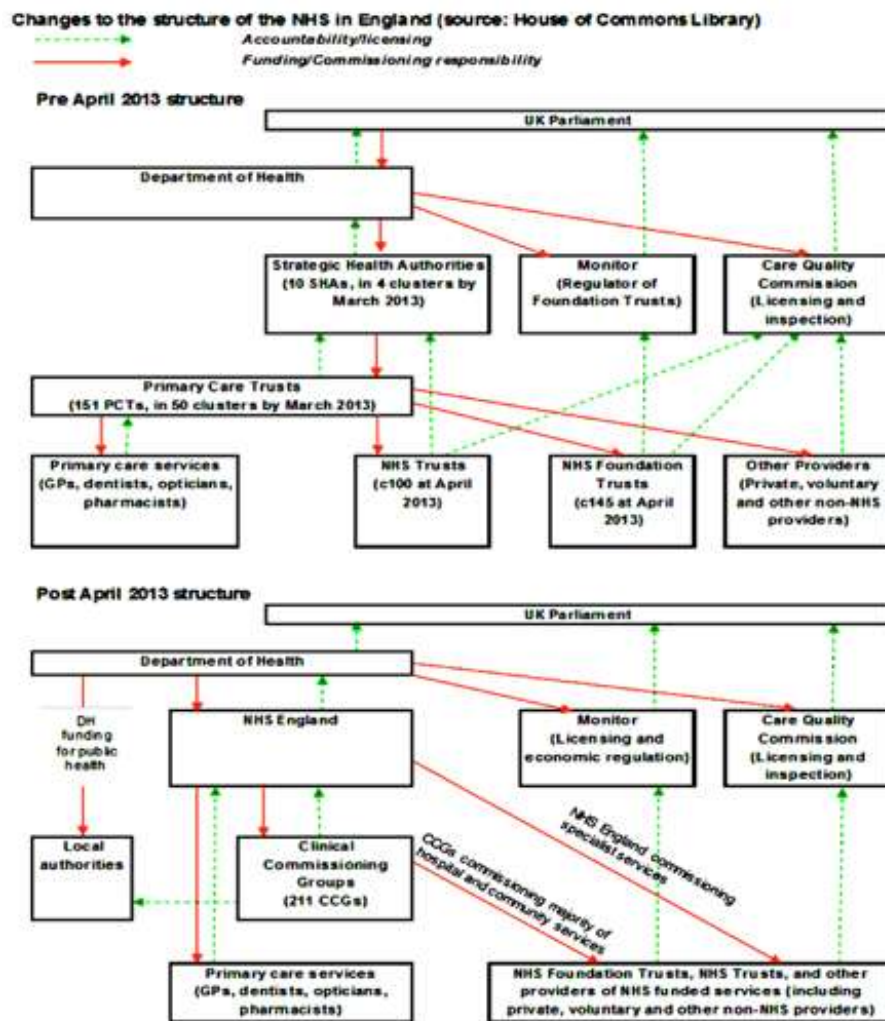 Changes to the structure of the NHS in England (source: House of Commons Library)
Accountability/licensing
Funding/Commissioning responsibility
Pre April 2013 structure
UK Parliament
Department of Health
Strategic Health Authorities
(10 SHAs, in 4 clusters by
March 2013)
Monitor
(Regulator of
Foundation Trusts)
Care Quality
Commission
(Licensing and
inspection)
Primary Care Trusts
(151 PCTs, in 50 clusters by March 2013)
Primary care services
(GPs, dentists, opticians,
pharmacists)
NHS Trusts
(c100 at April
2013)
NHS Foundation
Trusts
(c145 at April
2013)
Other Providers
(Private, voluntary
and other non-NHS
providers)
Post April 2013 structure
UK Parliament
Department of Health
DH
funding
for public
health
NHS England
Monitor
(Licensing and
economic regulation)
Care Quality
Commission
(Licensing and
inspection)
Local
authorities
Clinical
Commissioning
Groups
(211 CCGs)
CCGs commissioning majority of
hospital and community
services
NHS England commissioning
specialist services
Primary care services
(GPs, dentists, opticians,
pharmacists)
NHS Foundation Trusts, NHS Trusts, and other
providers of NHS funded services (including
private, voluntary and other non-NHS providers)